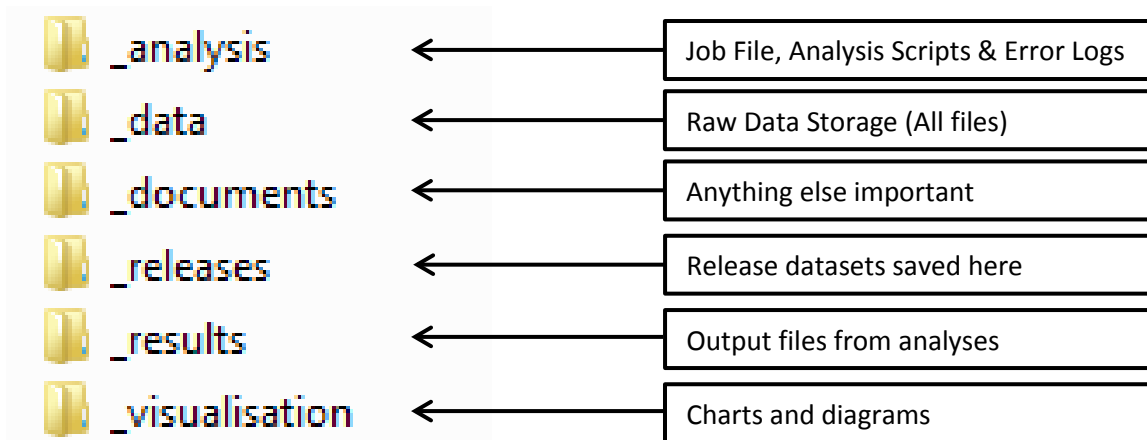 _analysis Job File, Analysis Scripts & Error Logs
_data Raw Data Storage (All files)
_documents Anything else important
_releases Release datasets saved here
_results Output files from analyses
_visualisation Charts and diagrams